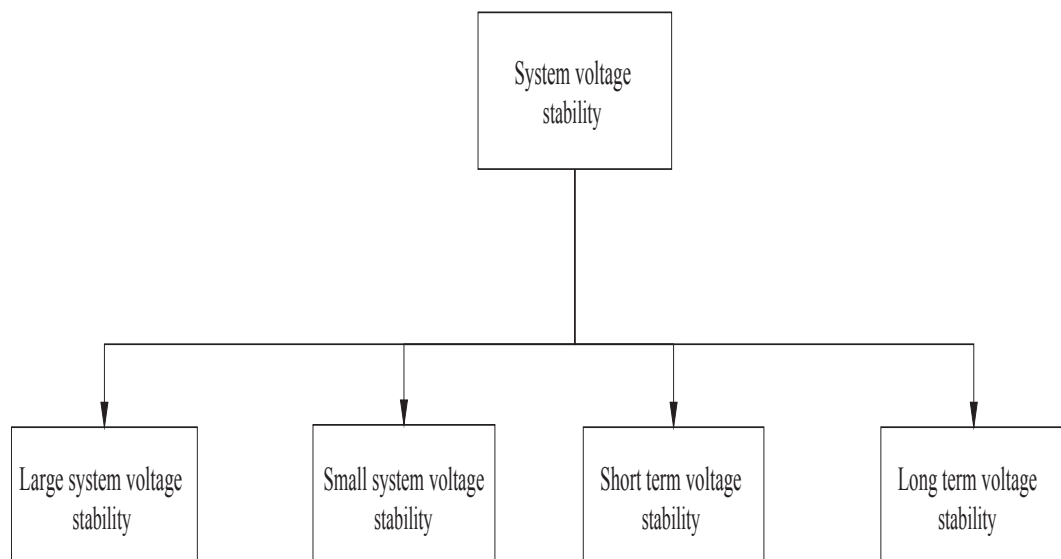 System voltage
stability
Large system voltage
stability
Small system voltage
stability
Short term voltage
stability
Long term voltage
stability